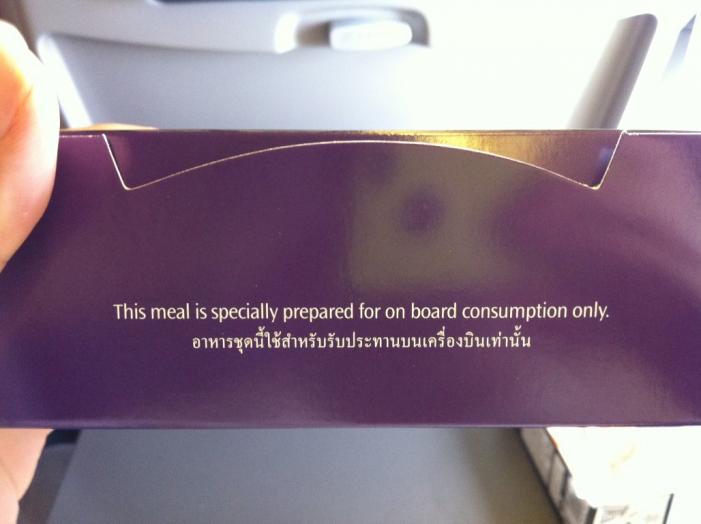 This meal is specially prepared for on board consumption only.
อาหารชุดนี้ใช้สำหรับรับประทานบนเครื่องบินเท่านั้น